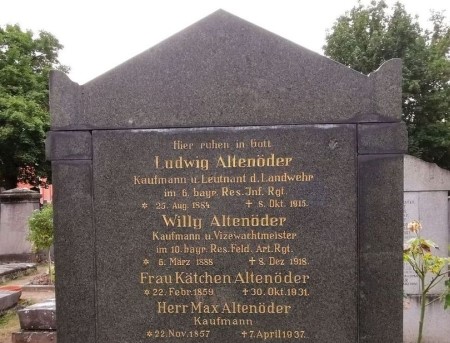 Hier ruhen in Gott
Ludwig Altenöder
Kaufmann u. Leutnant d. Landwehr
im 6. bayr. Res. Inf. Rgt.
* 25. Aug. 1884 + 8. Okt. 1915.
Willy Altenöder
Kaufmann u. Vizewachtmeister
im 10. bayr. Res. Feld. Art. Rgt.
* 6. März 1888 + 8. Dez. 1918.
Frau Kätchen Altenöder
* 22. Febr. 1859. + 30. Okt. 1931.
Herr Max Altenöder
Kaufmann
* 22. Nov. 1857 + 7. April 1937.